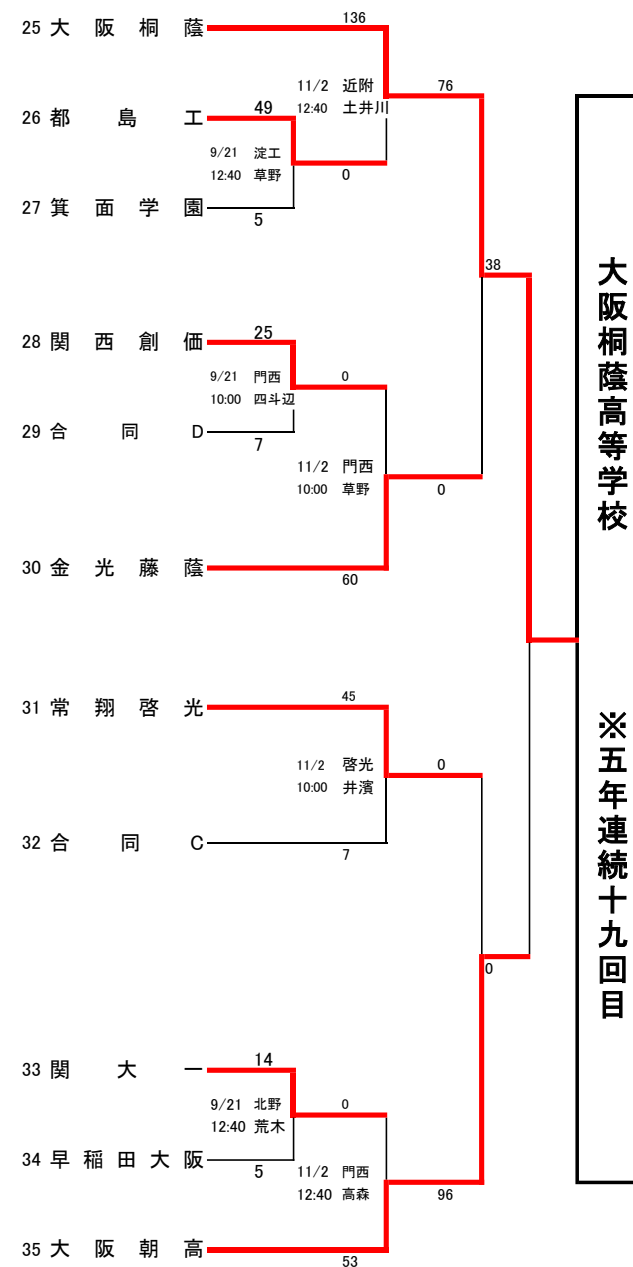 25 大阪桐蔭
136
11/2 近附
12:40 土井川
76
26 都島工
49
9/21 淀工
12:40 草野
0
27 箕面学園
5
38
28 関西創価
25
9/21 門西
10:00 四斗辺
0
29 合同D
7
11/2 門西
10:00 草野
0
30 金光藤蔭
60
31 常翔啓光
45
11/2 啓光
10:00 井濱
0
32 合同C
7
0
33 関大一
14
9/21 北野
12:40 荒木
0
34 早稲田大阪
5
11/2 門西
12:40 高森
96
35 大阪朝高
53
大阪桐蔭高等学校
※五年連続十九回目